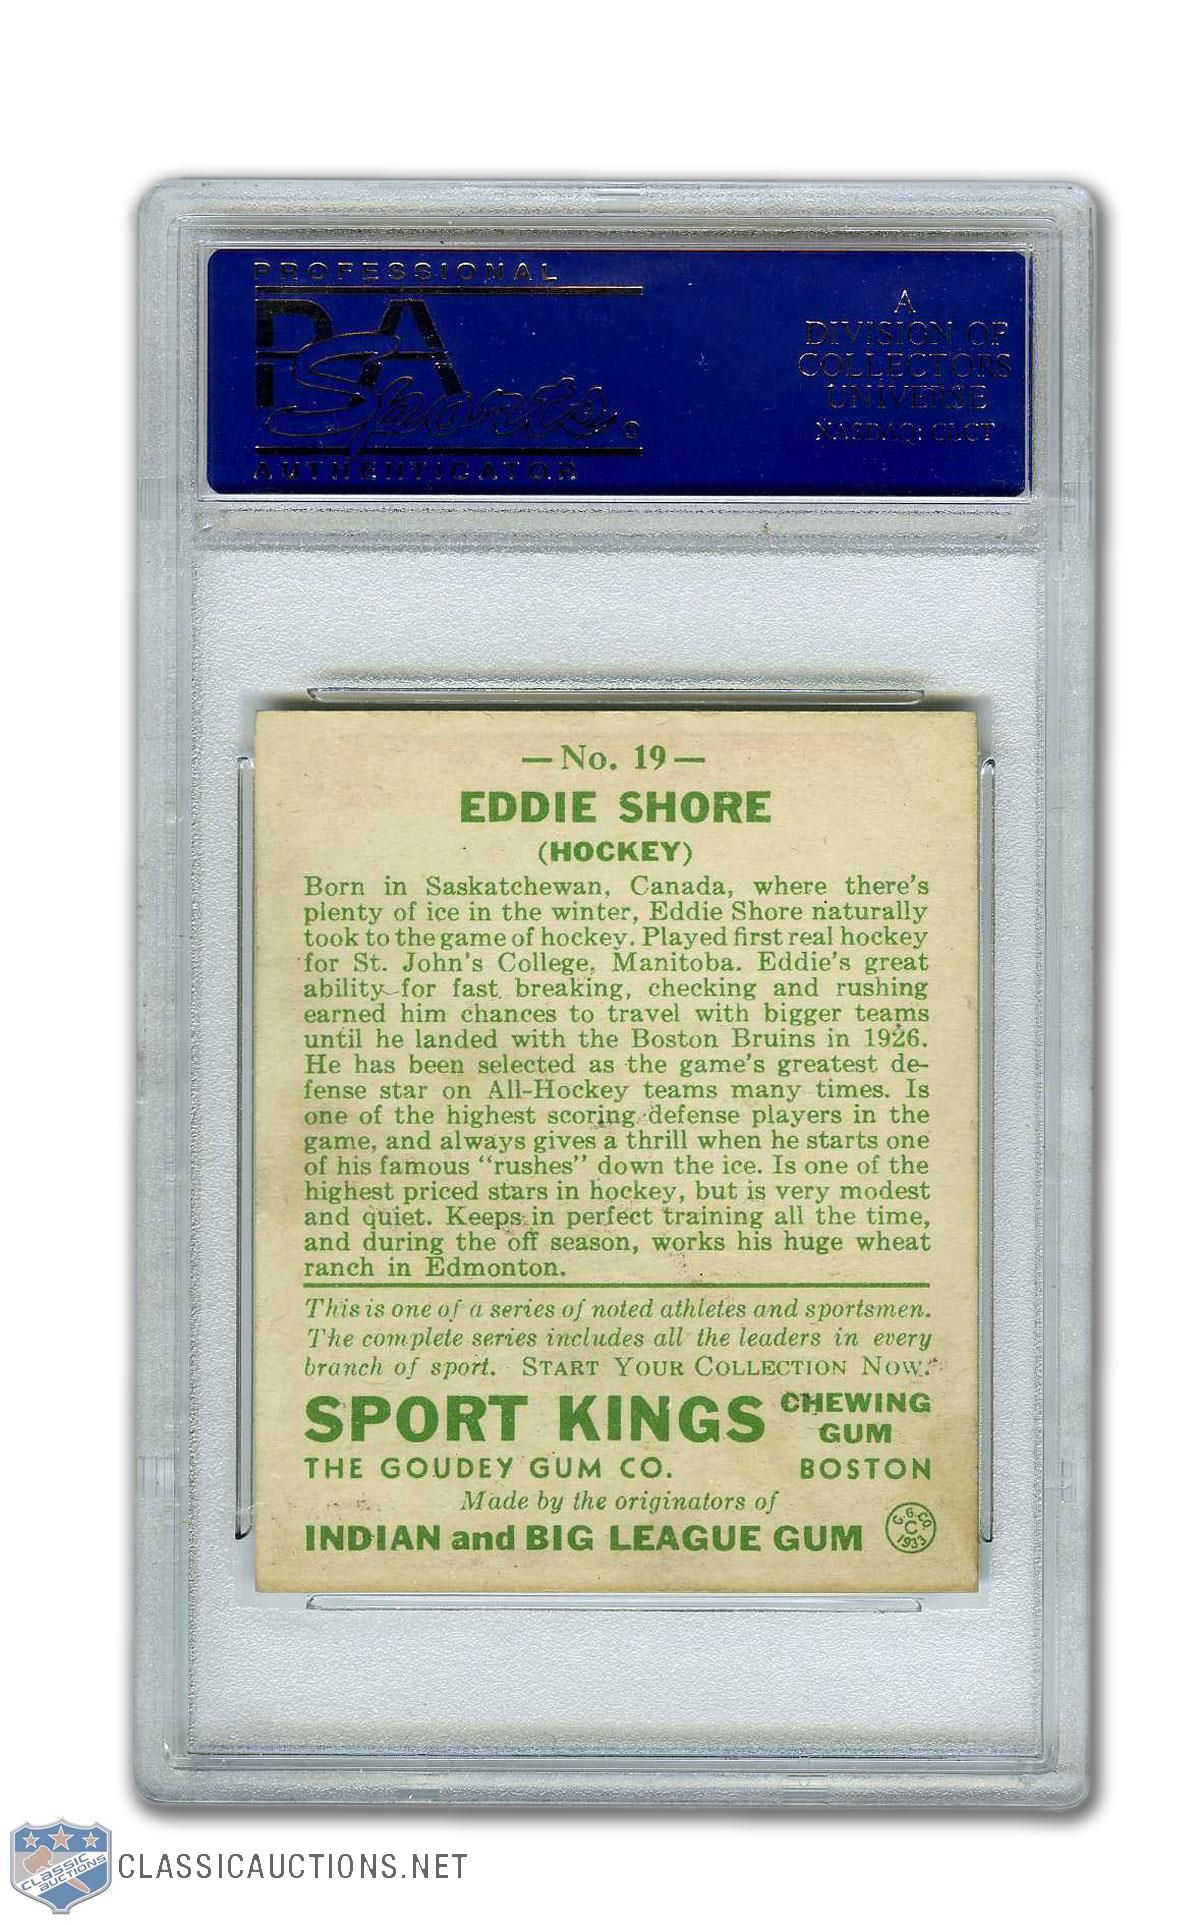 PROFESSIONAL
PSA
Sports
AUTHENTICATOR
A
DIVISION OF
COLLECTORS
UNIVERSE
NASDAQ: CLCT
—No. 19—
EDDIE SHORE
(HOCKEY)
Born in Saskatchewan, Canada, where there's
plenty of ice in the winter, Eddie Shore naturally
took to the game of hockey. Played first real hockey
for St. John's College, Manitoba. Eddie's great
ability for fast breaking, checking and rushing
earned him chances to travel with bigger teams
until he landed with the Boston Bruins in 1926.
He has been selected as the game's greatest de-
fense star on All-Hockey teams many times. Is
one of the highest scoring defense players in the
game, and always gives a thrill when he starts one
of his famous "rushes" down the ice. Is one of the
highest priced stars in hockey, but is very modest
and quiet. Keeps in perfect training all the time,
and during the off season, works his huge wheat
ranch in Edmonton.
This is one of a series of noted athletes and sportsmen.
The complete series includes all the leaders in every
branch of sport. START YOUR COLLECTION NOW.
SPORT KINGS CHEWING GUM
THE GOUDEY GUM CO. BOSTON
Made by the originators of
INDIAN and BIG LEAGUE GUM
G. G. CO.
C
1933
CLASSIC
AUCTIONS
CLASSICAUCTIONS.NET